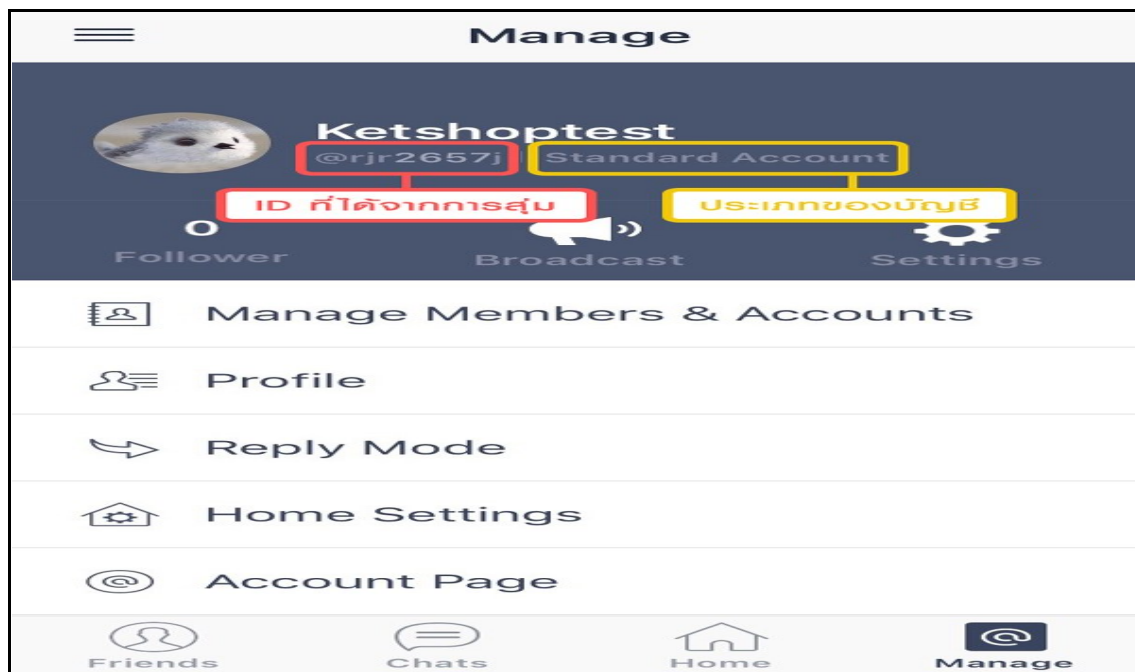 Manage
Ketshoptest
@rjr2657j | Standard Account
ID ที่ได้จากการสุ่ม ประเภทของบัญชี
0
Follower Broadcast Settings
Manage Members & Accounts
Profile
Reply Mode
Home Settings
Account Page
Friends Chats Home Manage